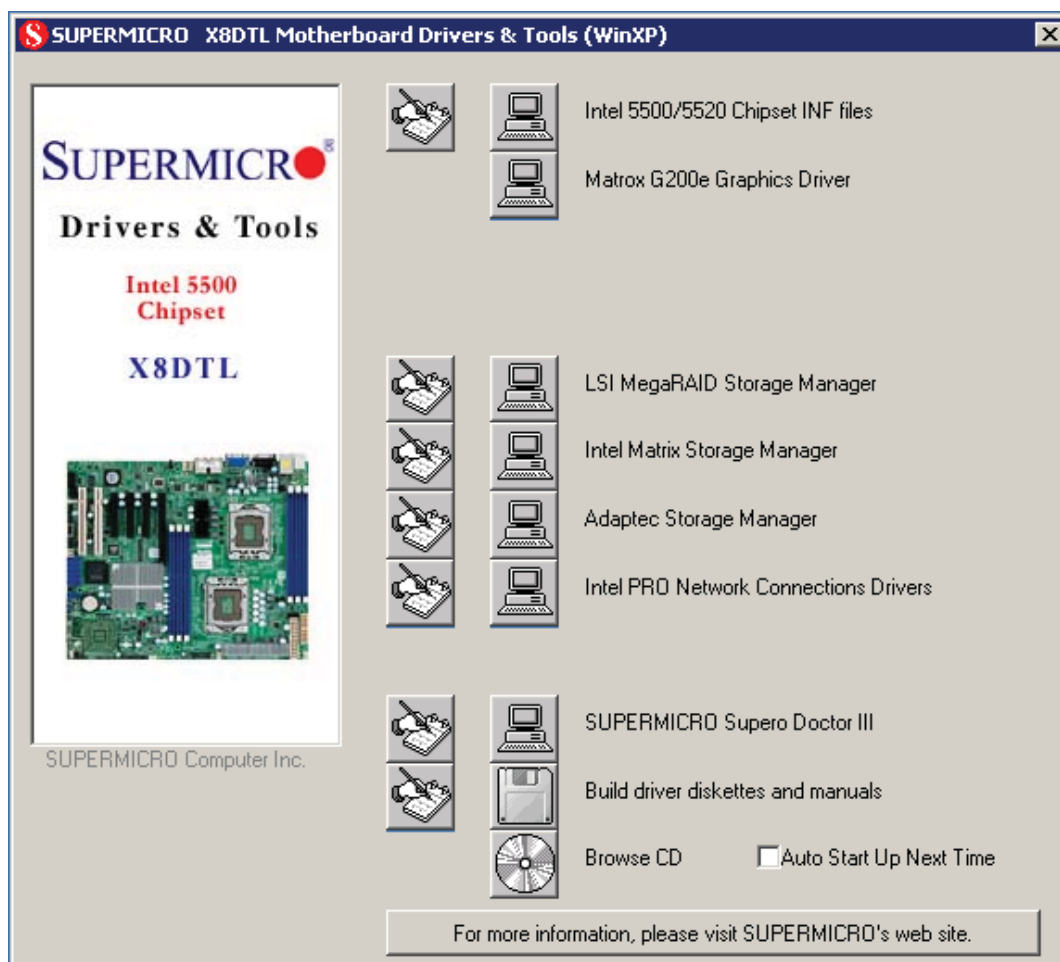 SUPERMICRO X8DTL Motherboard Drivers & Tools (WinXP)
SUPERMICRO®
Drivers & Tools
Intel 5500
Chipset
X8DTL
SUPERMICRO Computer Inc.
Intel 5500/5520 Chipset INF files
Matrox G200e Graphics Driver
LSI MegaRAID Storage Manager
Intel Matrix Storage Manager
Adaptec Storage Manager
Intel PRO Network Connections Drivers
SUPERMICRO Supero Doctor III
Build driver diskettes and manuals
Browse CD
Auto Start Up Next Time
For more information, please visit SUPERMICRO's web site.